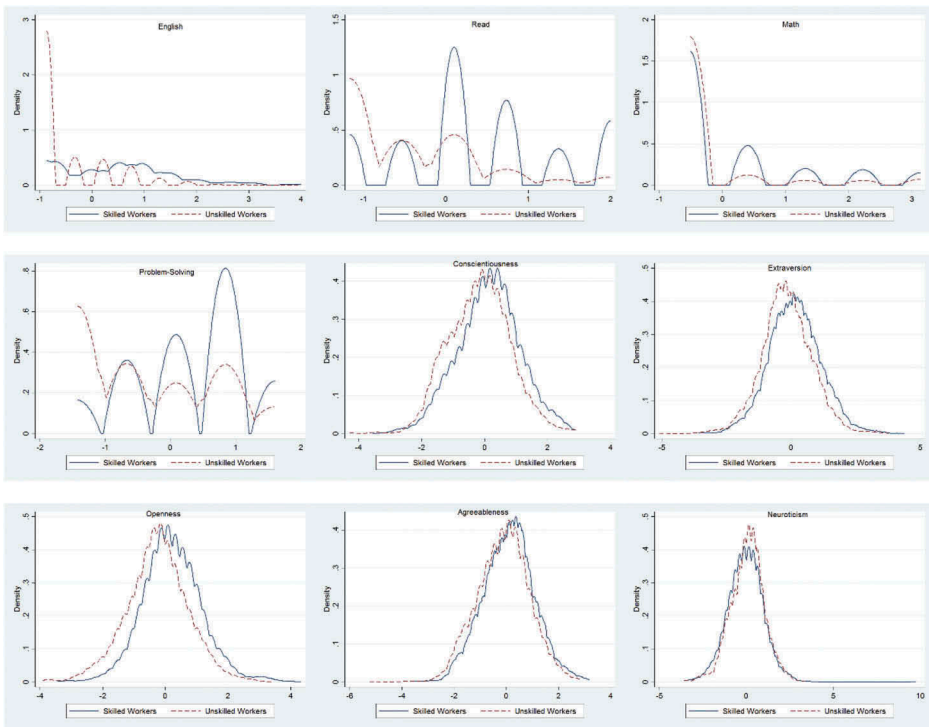 English
Density
0 1 2 3
-1 0 1 2 3 4
Skilled Workers Unskilled Workers
Read
Density
0 .5 1 1.5
-1 0 1 2
Skilled Workers Unskilled Workers
Math
Density
0 .5 1 1.5 2
0 1 2 3
Skilled Workers Unskilled Workers
Problem-Solving
Density
0 .2 .4 .6 .8
-2 -1 0 1 2
Skilled Workers Unskilled Workers
Conscientiousness
Density
0 .1 .2 .3 .4
-4 -2 0 2 4
Skilled Workers Unskilled Workers
Extraversion
Density
0 .1 .2 .3 .4 .5
-5 0 5
Skilled Workers Unskilled Workers
Openness
Density
0 .1 .2 .3 .4 .5
-4 -2 0 2 4
Skilled Workers Unskilled Workers
Agreeableness
Density
0 .1 .2 .3 .4
-6 -4 -2 0 2 4
Skilled Workers Unskilled Workers
Neuroticism
Density
0 .1 .2 .3 .4 .5
-5 0 5 10
Skilled Workers Unskilled Workers